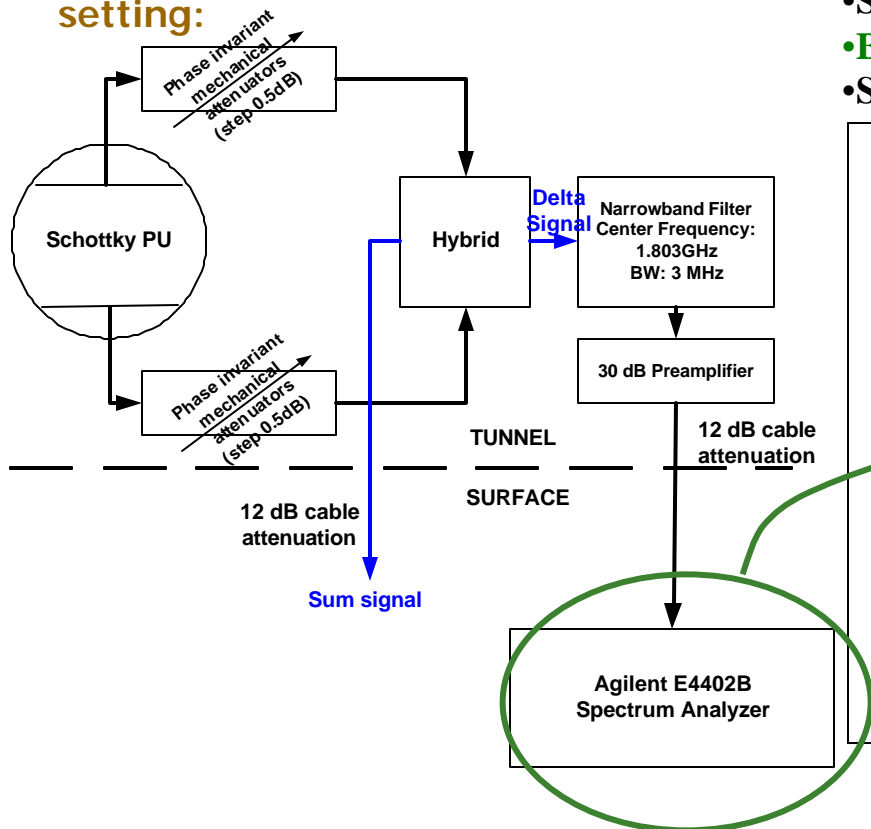 setting:
•S
•B
•S
Phase invariant
mechanical
attenuators
(step 0.5dB)
Schottky PU
Hybrid
Delta
Signal
Narrowband Filter
Center Frequency:
1.803GHz
BW: 3 MHz
30 dB Preamplifier
Phase invariant
mechanical
attenuators
(step 0.5dB)
TUNNEL
12 dB cable
attenuation
SURFACE
12 dB cable
attenuation
Sum signal
Agilent E4402B
Spectrum Analyzer